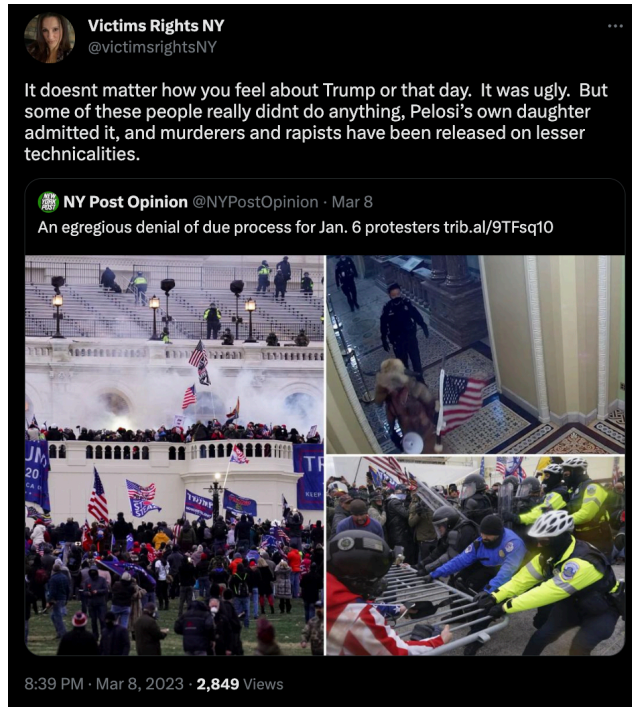 Victims Rights NY
@victimsrightsNY
It doesnt matter how you feel about Trump or that day. It was ugly. But
some of these people really didnt do anything, Pelosi's own daughter
admitted it, and murderers and rapists have been released on lesser
technicalities.
NEW YORK POST
NY Post Opinion @NYPostOpinion · Mar 8
An egregious denial of due process for Jan. 6 protesters trib.al/9TFsq10
8:39 PM · Mar 8, 2023 · 2,849 Views